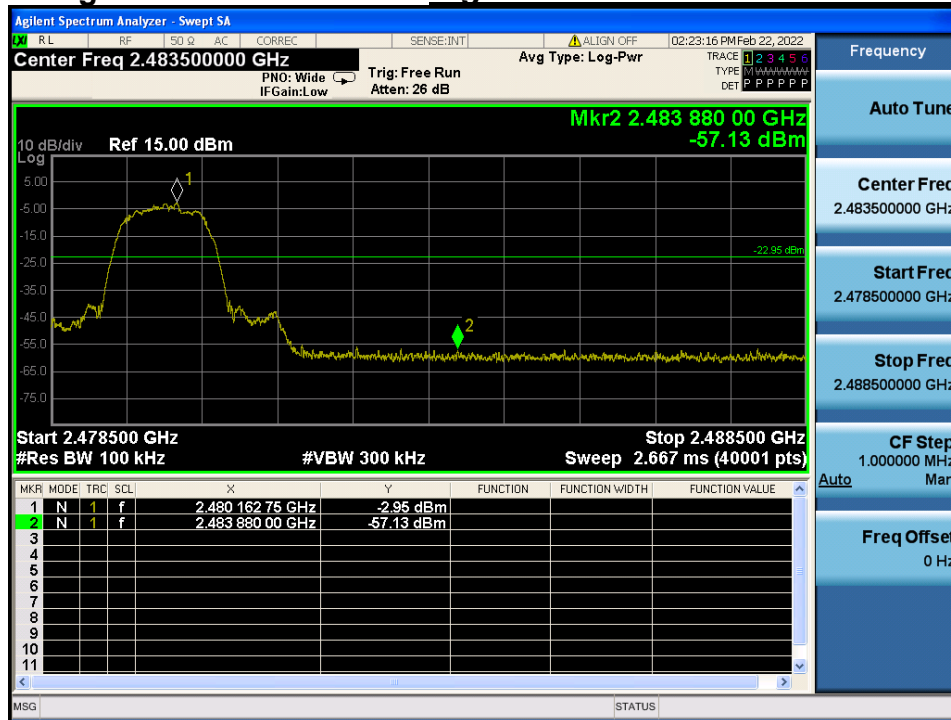 Agilent Spectrum Analyzer - Swept SA
LXI RL RF 50 Ω AC CORREC SENSE:INT ALIGN OFF 02:23:16 PM Feb 22, 2022
Center Freq 2.483500000 GHz
PNO: Wide
IFGain:Low
Trig: Free Run
Atten: 26 dB
Avg Type: Log-Pwr
TRACE 1 2 3 4 5 6
TYPE M
DET P P P P P P
Mkr2 2.483 880 00 GHz
-57.13 dBm
10 dB/div Ref 15.00 dBm
Log
5.00
-5.00
-15.0
-25.0
-35.0
-45.0
-55.0
-65.0
-75.0
1
-22.95 dBm
2
Start 2.478500 GHz Stop 2.488500 GHz
#Res BW 100 kHz #VBW 300 kHz Sweep 2.667 ms (40001 pts)
MKR MODE TRC SCL X Y FUNCTION FUNCTION WIDTH FUNCTION VALUE
1 N 1 f 2.480 162 75 GHz -2.95 dBm
2 N 1 f 2.483 880 00 GHz -57.13 dBm
3
4
5
6
7
8
9
10
11
MSG STATUS
Frequency
Auto Tune
Center Freq
2.483500000 GHz
Start Freq
2.478500000 GHz
Stop Freq
2.488500000 GHz
CF Step
1.000000 MHz
Auto Man
Freq Offset
0 Hz